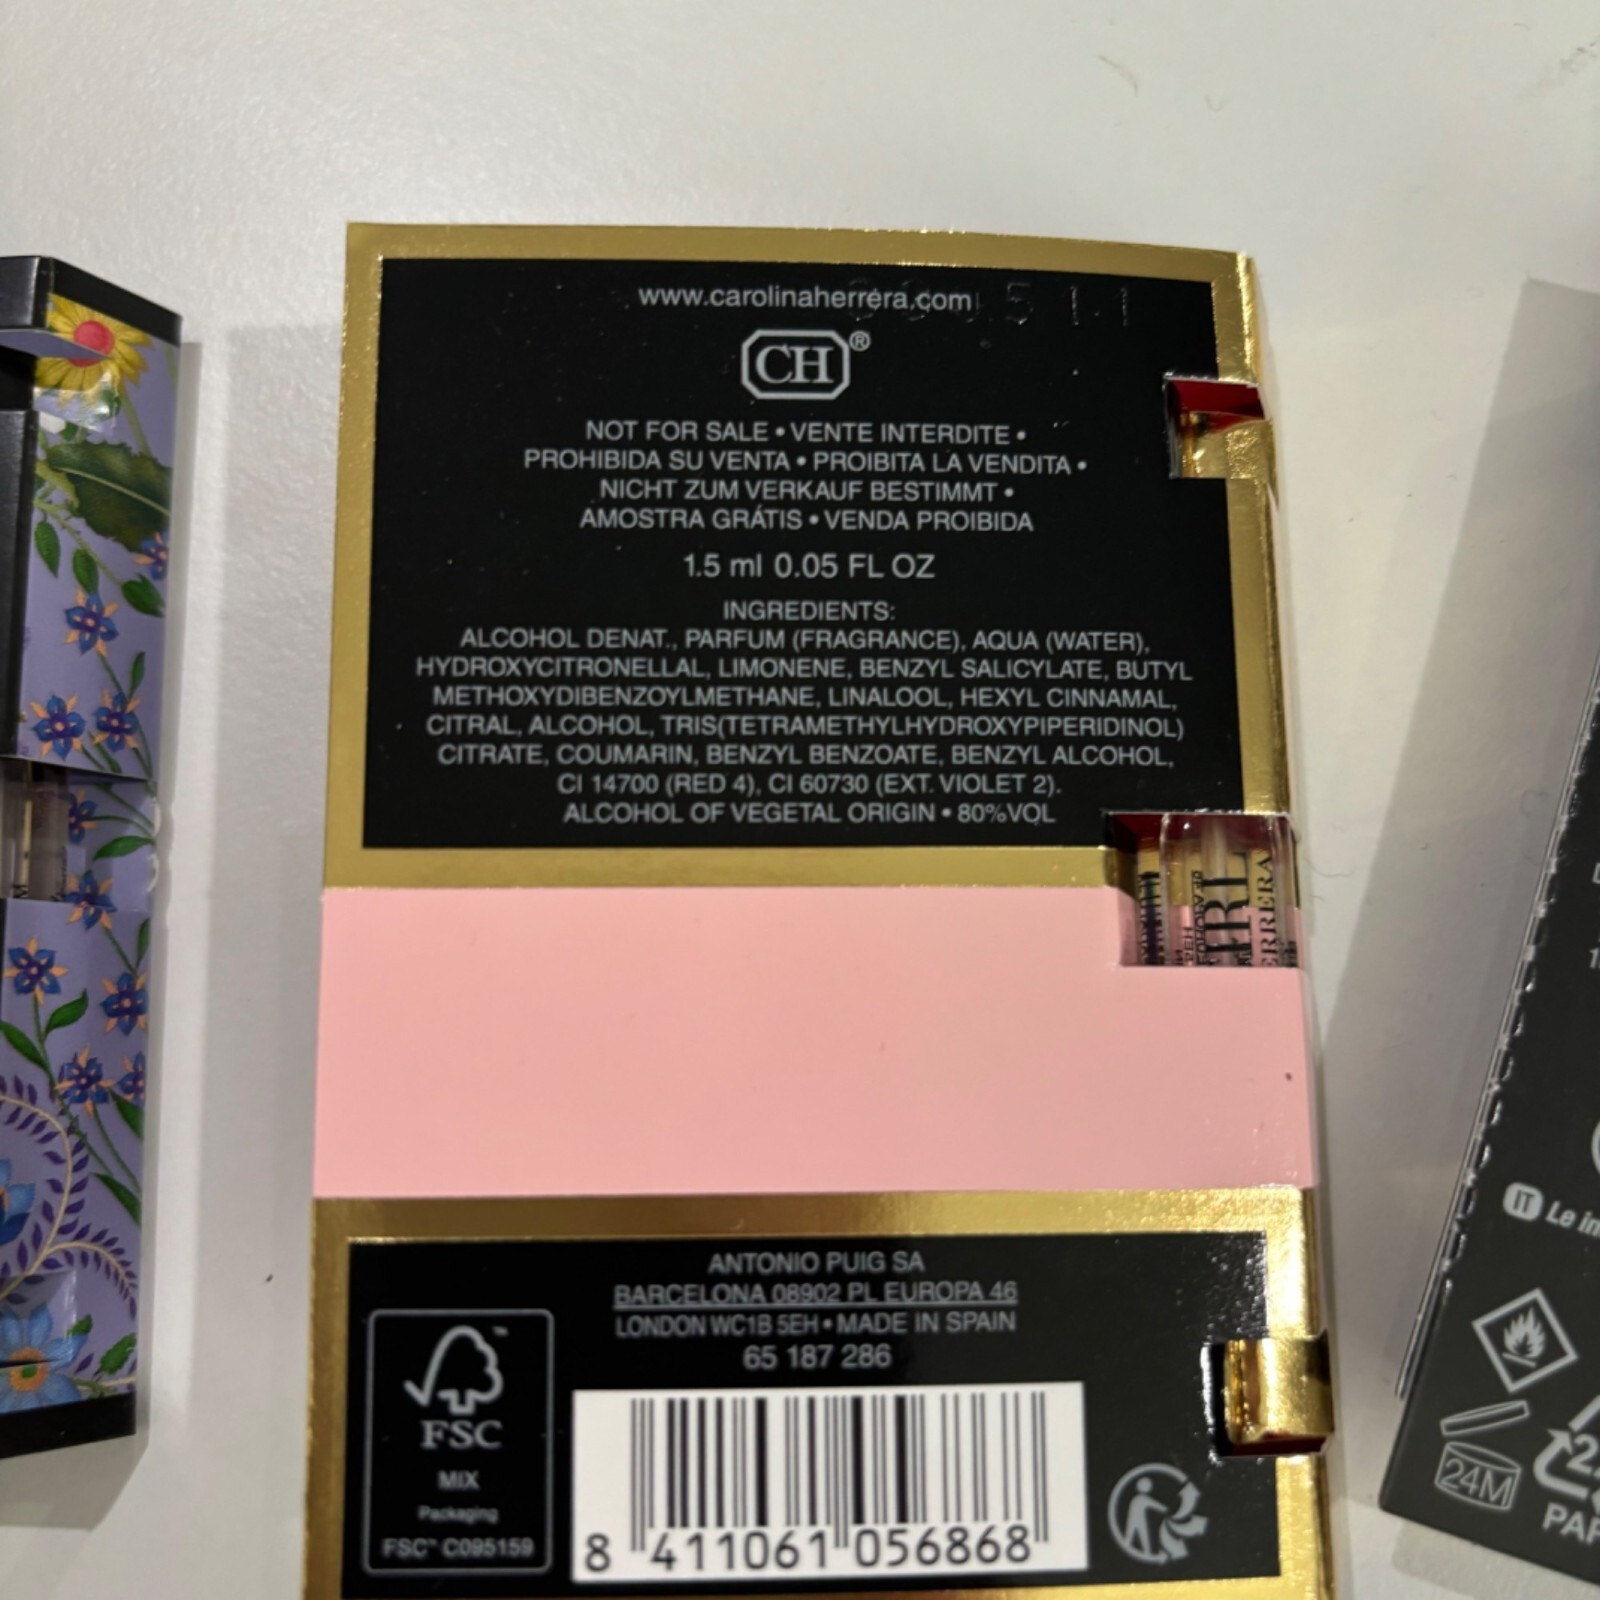 www.carolinaherrera.com
CH®
NOT FOR SALE • VENTE INTERDITE •
PROHIBIDA SU VENTA • PROIBITA LA VENDITA •
NICHT ZUM VERKAUF BESTIMMT •
AMOSTRA GRÁTIS • VENDA PROIBIDA
1.5 ml 0.05 FL OZ
INGREDIENTS:
ALCOHOL DENAT., PARFUM (FRAGRANCE), AQUA (WATER),
HYDROXYCITRONELLAL, LIMONENE, BENZYL SALICYLATE, BUTYL
METHOXYDIBENZOYLMETHANE, LINALOOL, HEXYL CINNAMAL,
CITRAL, ALCOHOL, TRIS(TETRAMETHYLHYDROXYPIPERIDINOL)
CITRATE, COUMARIN, BENZYL BENZOATE, BENZYL ALCOHOL,
CI 14700 (RED 4), CI 60730 (EXT. VIOLET 2).
ALCOHOL OF VEGETAL ORIGIN • 80%VOL
ANTONIO PUIG SA
BARCELONA 08902 PL EUROPA 46
LONDON WC1B 5EH • MADE IN SPAIN
65 187 286
FSC
MIX
Packaging
FSC™ C095159
8 411061 056868
IT Le in
24M
PAP